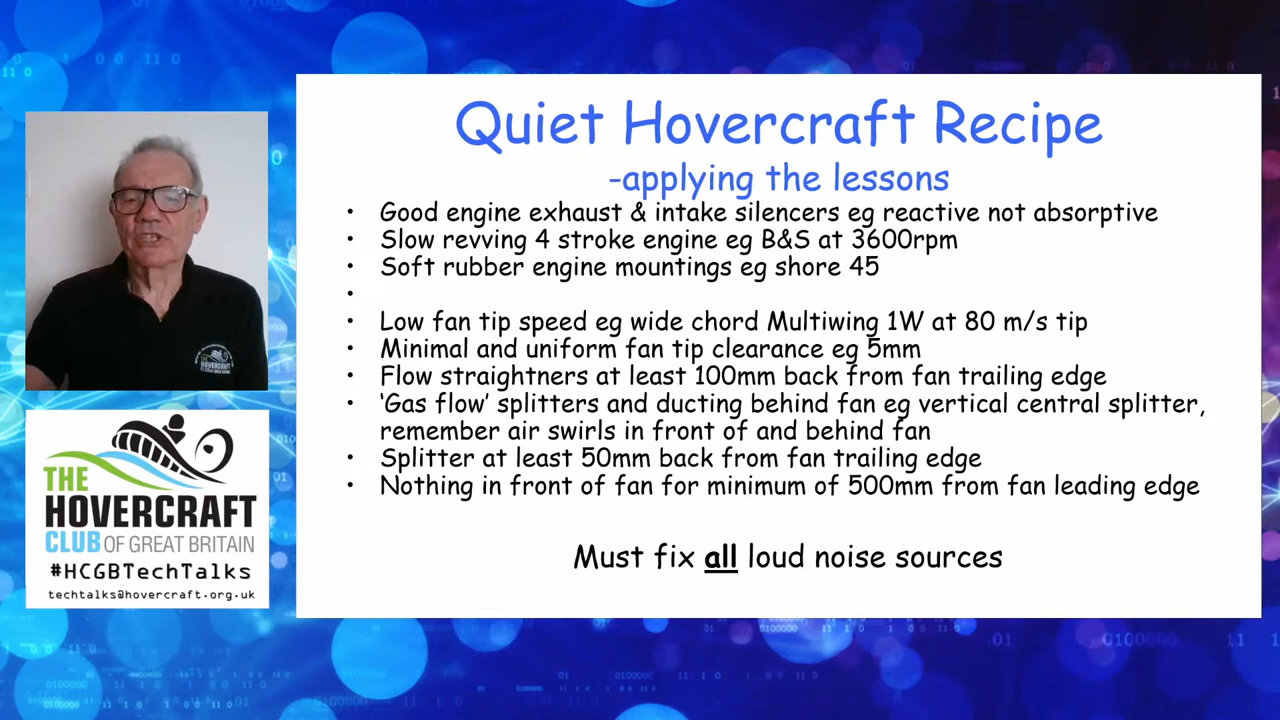 Quiet Hovercraft Recipe
-applying the lessons
• Good engine exhaust & intake silencers eg reactive not absorptive
• Slow revving 4 stroke engine eg B&S at 3600rpm
• Soft rubber engine mountings eg shore 45
•
• Low fan tip speed eg wide chord Multiwing 1W at 80 m/s tip
• Minimal and uniform fan tip clearance eg 5mm
• Flow straightners at least 100mm back from fan trailing edge
• ‘Gas flow’ splitters and ducting behind fan eg vertical central splitter,
remember air swirls in front of and behind fan
• Splitter at least 50mm back from fan trailing edge
• Nothing in front of fan for minimum of 500mm from fan leading edge
Must fix all loud noise sources
THE
HOVERCRAFT
CLUB OF GREAT BRITAIN
#HCGBTechTalks
techtalks@hovercraft.org.uk